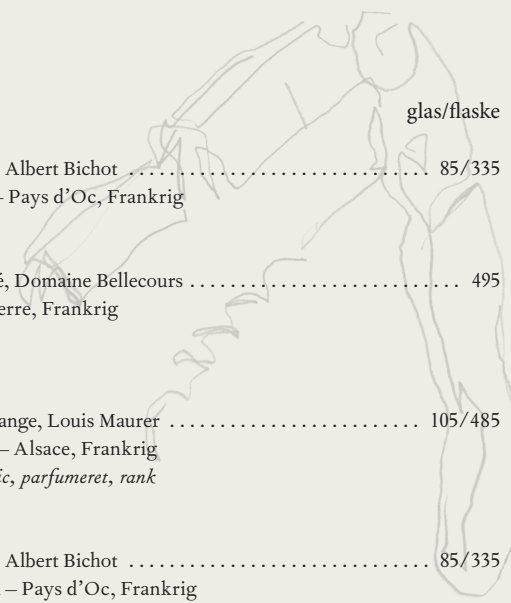 glas/flaske
Albert Bichot ........................................ 85/335
– Pays d’Oc, Frankrig
é, Domaine Bellecours ................................... 495
erre, Frankrig
ange, Louis Maurer ................................. 105/485
– Alsace, Frankrig
ic, parfumeret, rank
Albert Bichot ........................................ 85/335
– Pays d’Oc, Frankrig